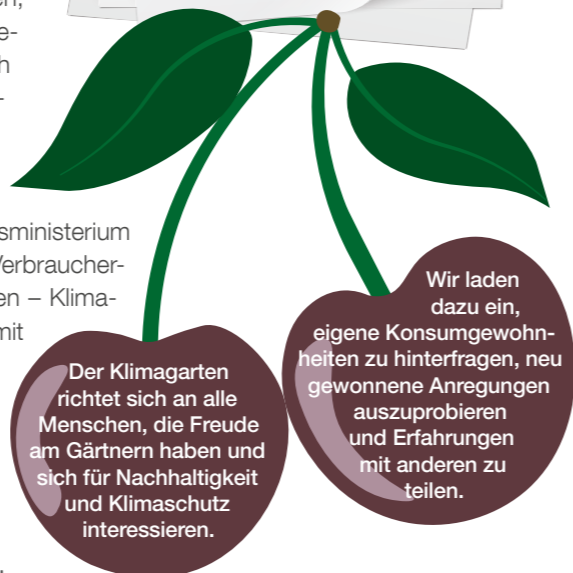 en,
e-
h
-
sministerium
Verbraucher-
en – Klima-
mit
Der Klimagarten
richtet sich an alle
Menschen, die Freude
am Gärtnern haben und
sich für Nachhaltigkeit
und Klimaschutz
interessieren.
Wir laden
dazu ein,
eigene Konsumgewohn-
heiten zu hinterfragen, neu
gewonnene Anregungen
auszuprobieren
und Erfahrungen
mit anderen zu
teilen.